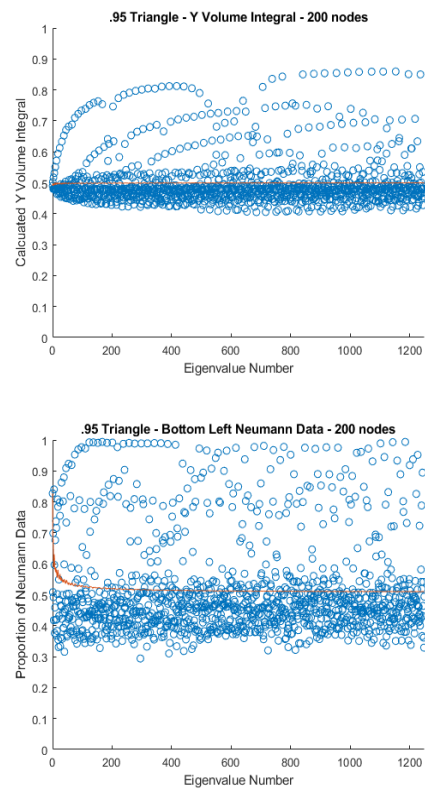 .95 Triangle - Y Volume Integral - 200 nodes
1
0.9
0.8
0.7
0.6
0.5
0.4
0.3
0.2
0.1
0
Calcuated Y Volume Integral
0 200 400 600 800 1000 1200
Eigenvalue Number
.95 Triangle - Bottom Left Neumann Data - 200 nodes
1
0.9
0.8
0.7
0.6
0.5
0.4
0.3
0.2
0.1
0
Proportion of Neumann Data
0 200 400 600 800 1000 1200
Eigenvalue Number